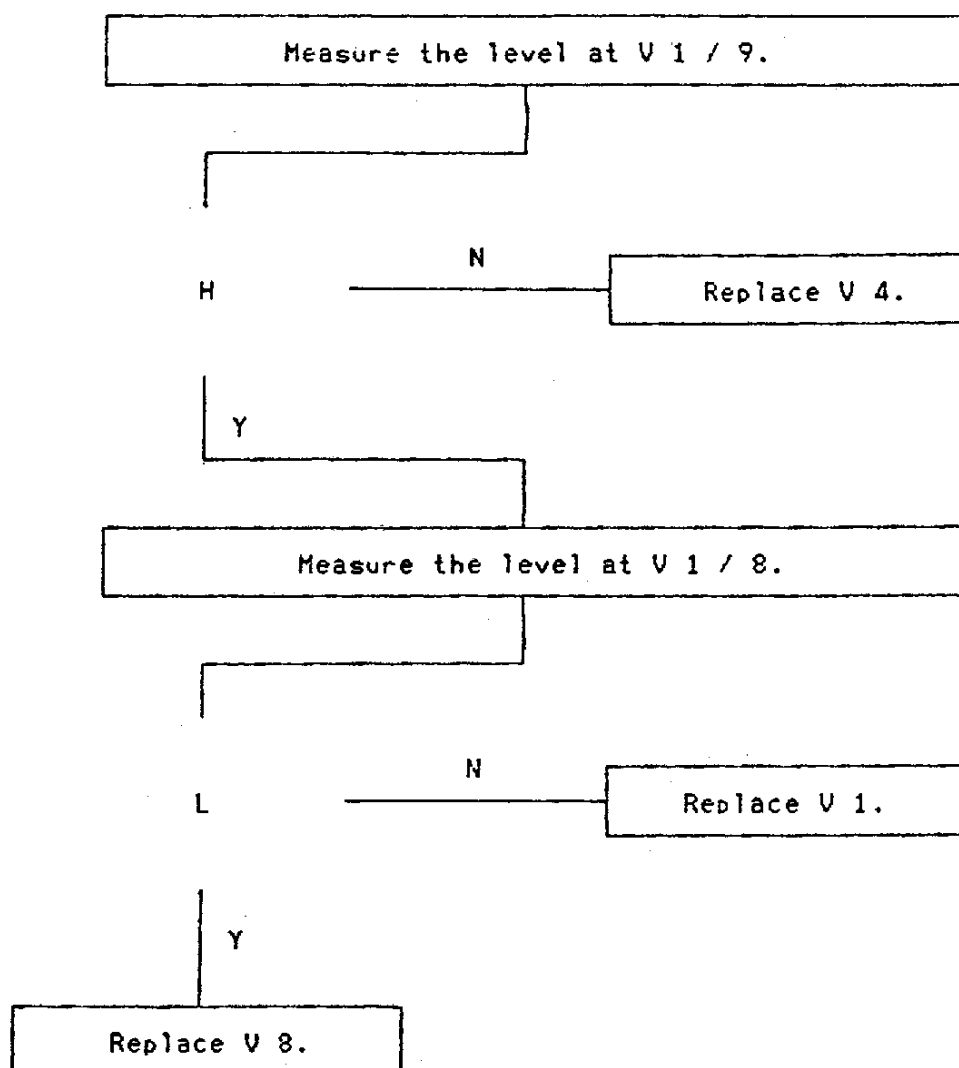 Measure the level at V 1 / 9.
N
H
Replace V 4.
Y
Measure the level at V 1 / 8.
N
L
Replace V 1.
Y
Replace V 8.